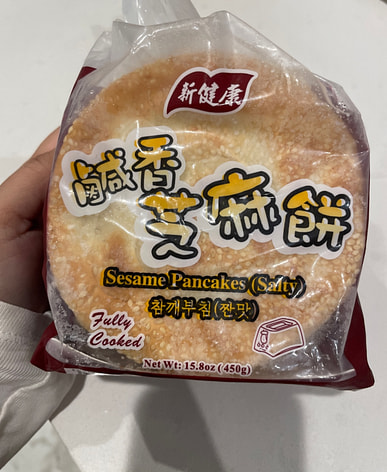 新健康
鹹香芝麻餅
Sesame Pancakes (Salty)
참깨부침(짠맛)
Fully
Cooked
Net Wt: 15.8oz (450g)